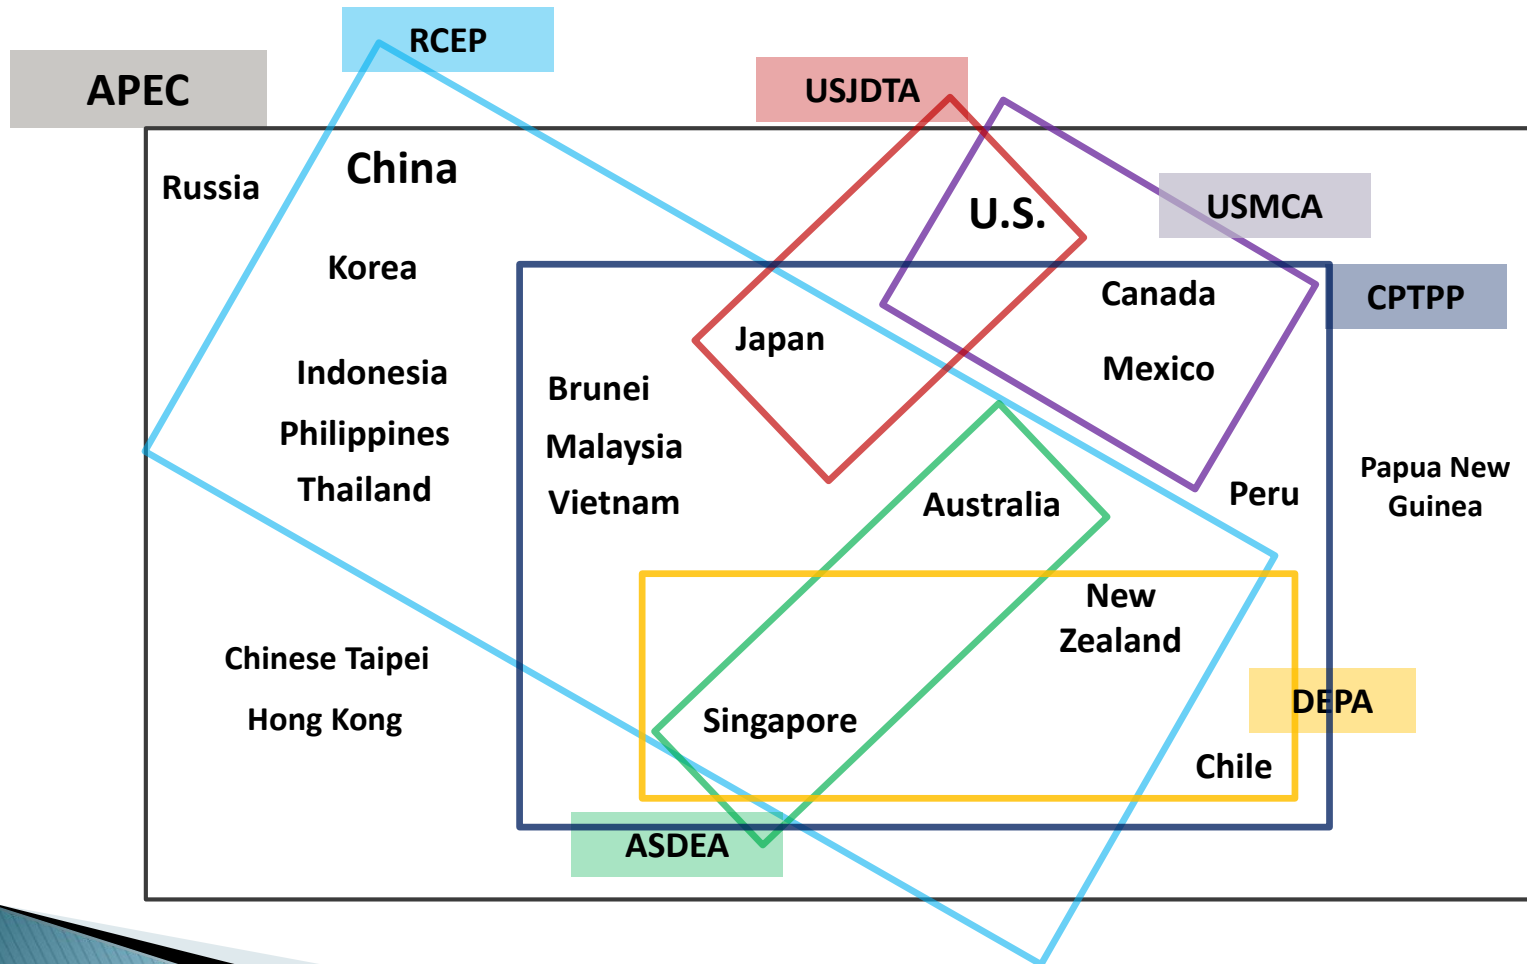 RCEP
APEC
USJDTA
China
Russia
U.S.
USMCA
Korea
Canada
CPTPP
Japan
Mexico
Indonesia
Brunei
Philippines
Malaysia
Thailand
Vietnam
Australia
Peru
Papua New
Guinea
New
Zealand
Chinese Taipei
Hong Kong
Singapore
DEPA
Chile
ASDEA